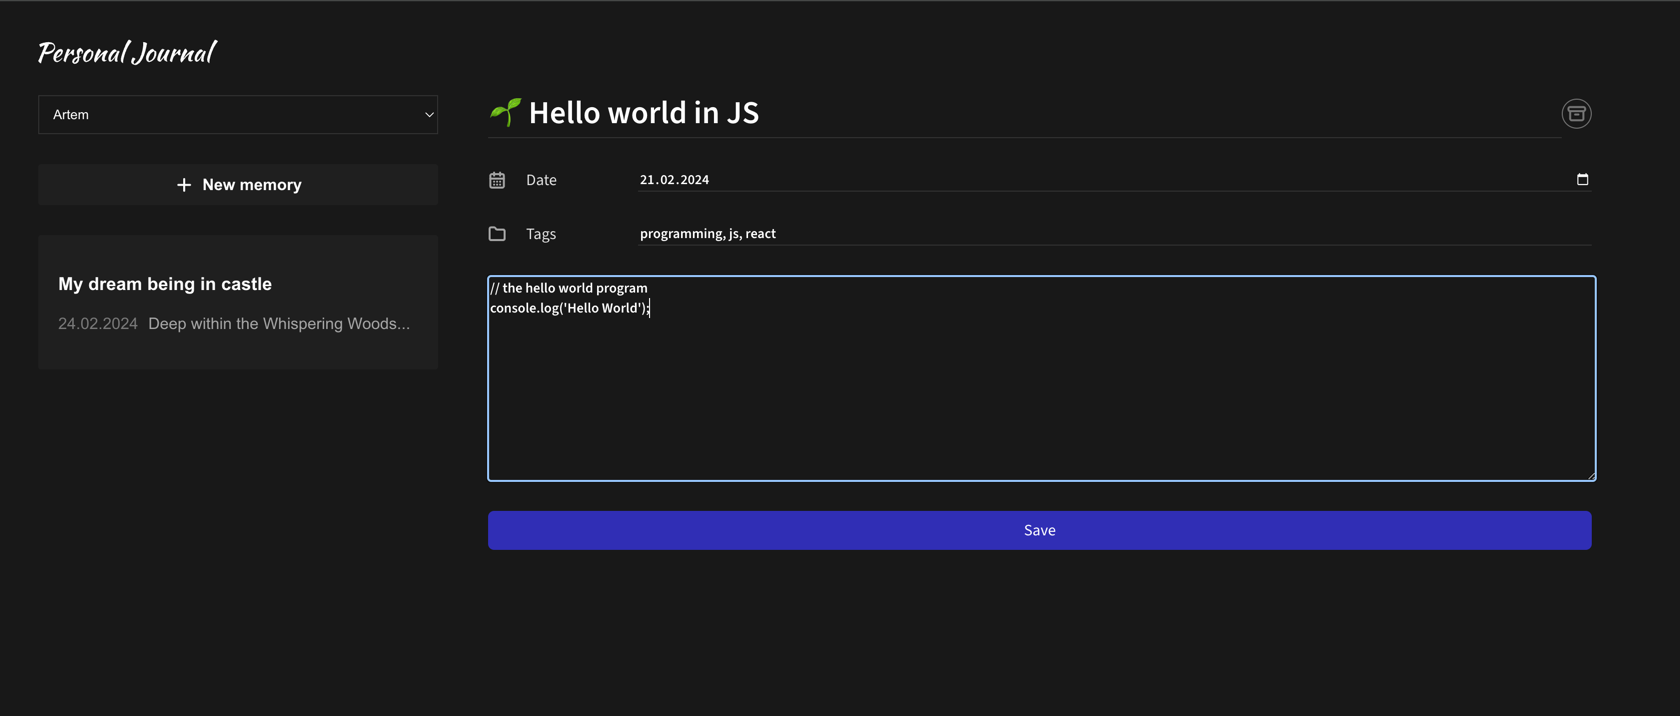 Personal Journal
Artem
New memory
My dream being in castle
24.02.2024 Deep within the Whispering Woods...
🌱 Hello world in JS
Date 21.02.2024
Tags programming, js, react
// the hello world program
console.log('Hello World');
Save